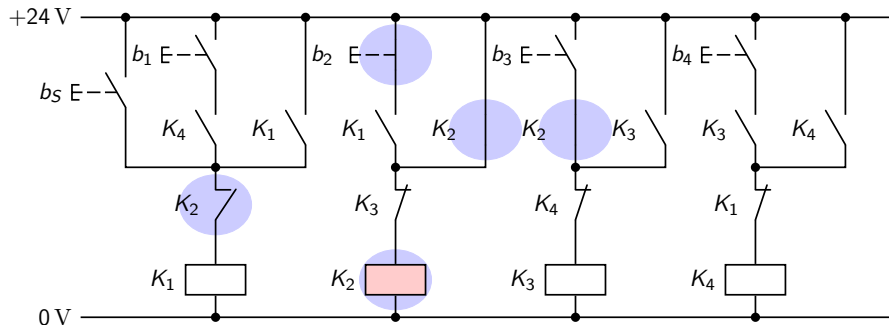 +24 V
b1 b2 b3 b4
bS
K4 K1 K1 K2 K2 K3 K3 K4
K2 K3 K4 K1
K1 K2 K3 K4
0 V